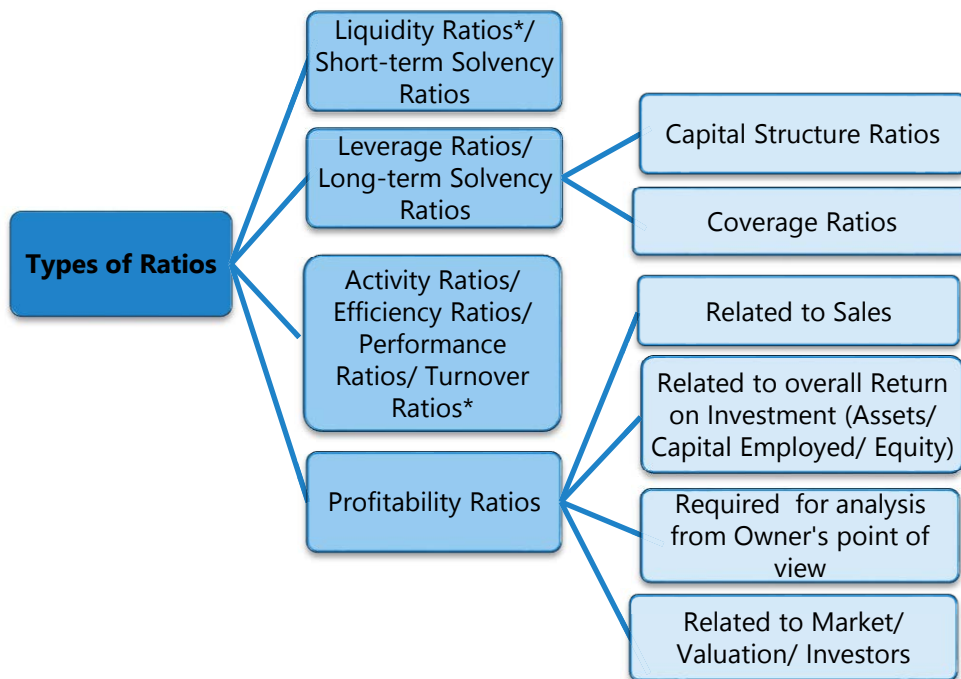 Types of Ratios
Liquidity Ratios*/
Short-term Solvency
Ratios
Leverage Ratios/
Long-term Solvency
Ratios
Capital Structure Ratios
Coverage Ratios
Activity Ratios/
Efficiency Ratios/
Performance
Ratios/ Turnover
Ratios*
Profitability Ratios
Related to Sales
Related to overall Return
on Investment (Assets/
Capital Employed/ Equity)
Required for analysis
from Owner's point of
view
Related to Market/
Valuation/ Investors